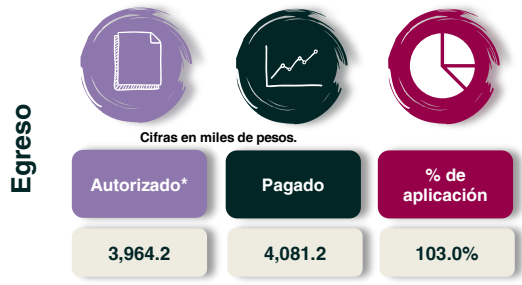 Egreso
Cifras en miles de pesos.
Autorizado*
Pagado
% de
aplicación
3,964.2
4,081.2
103.0%